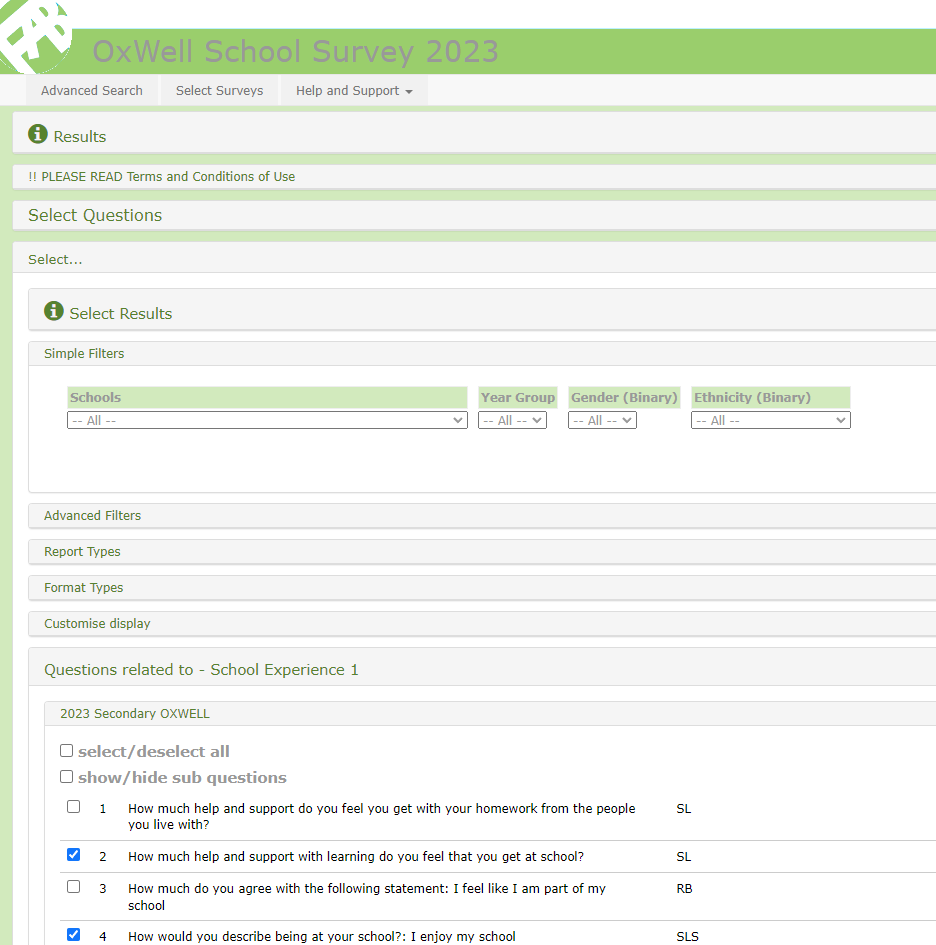 FAB
OxWell School Survey 2023
Advanced Search Select Surveys Help and Support
Results
!! PLEASE READ Terms and Conditions of Use
Select Questions
Select...
Select Results
Simple Filters
Schools Year Group Gender (Binary) Ethnicity (Binary)
-- All -- -- All -- -- All -- -- All --
Advanced Filters
Report Types
Format Types
Customise display
Questions related to - School Experience 1
2023 Secondary OXWELL
select/deselect all
show/hide sub questions
1 How much help and support do you feel you get with your homework from the people SL
you live with?
2 How much help and support with learning do you feel that you get at school? SL
3 How much do you agree with the following statement: I feel like I am part of my RB
school
4 How would you describe being at your school?: I enjoy my school SLS